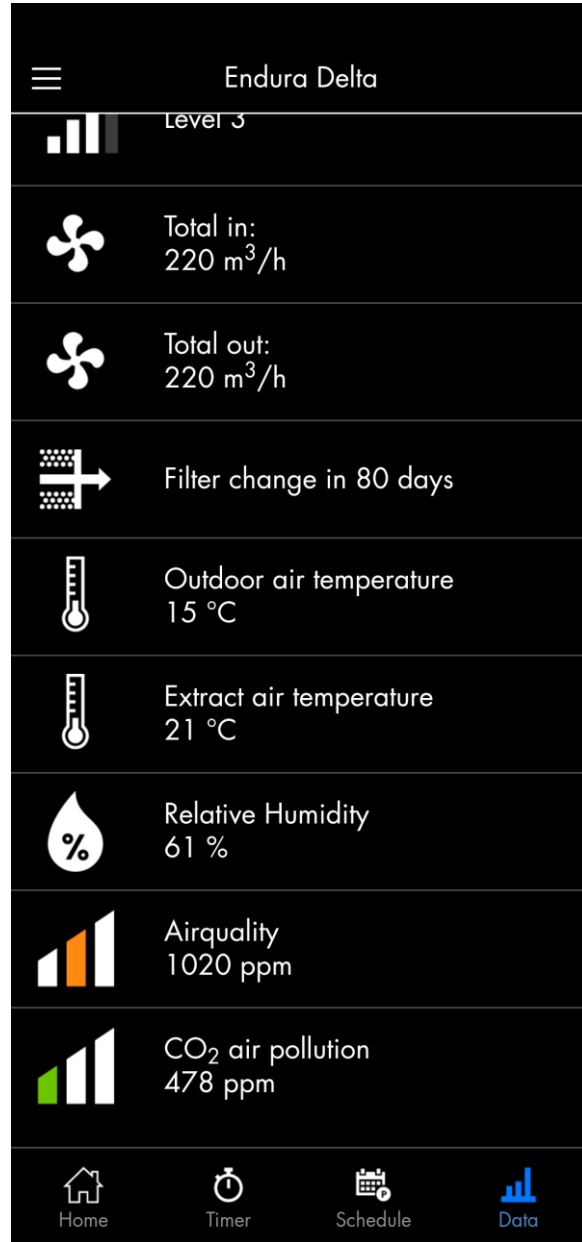 Endura Delta
Level 3
Total in:
220 m³/h
Total out:
220 m³/h
Filter change in 80 days
Outdoor air temperature
15 °C
Extract air temperature
21 °C
Relative Humidity
%
61 %
Airquality
1020 ppm
CO₂ air pollution
478 ppm
P
Home
Timer
Schedule
Data